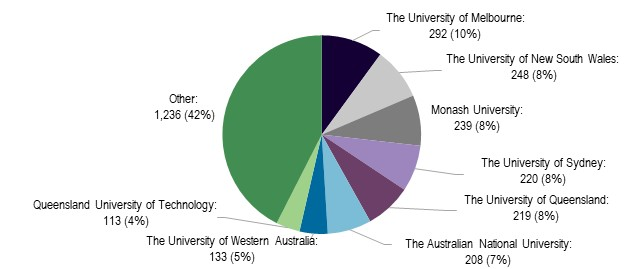 The University of Melbourne:
292 (10%)
The University of New South Wales:
248 (8%)
Monash University:
239 (8%)
The University of Sydney:
220 (8%)
The University of Queensland:
219 (8%)
The Australian National University:
208 (7%)
The University of Western Australia:
133 (5%)
Queensland University of Technology:
113 (4%)
Other:
1,236 (42%)